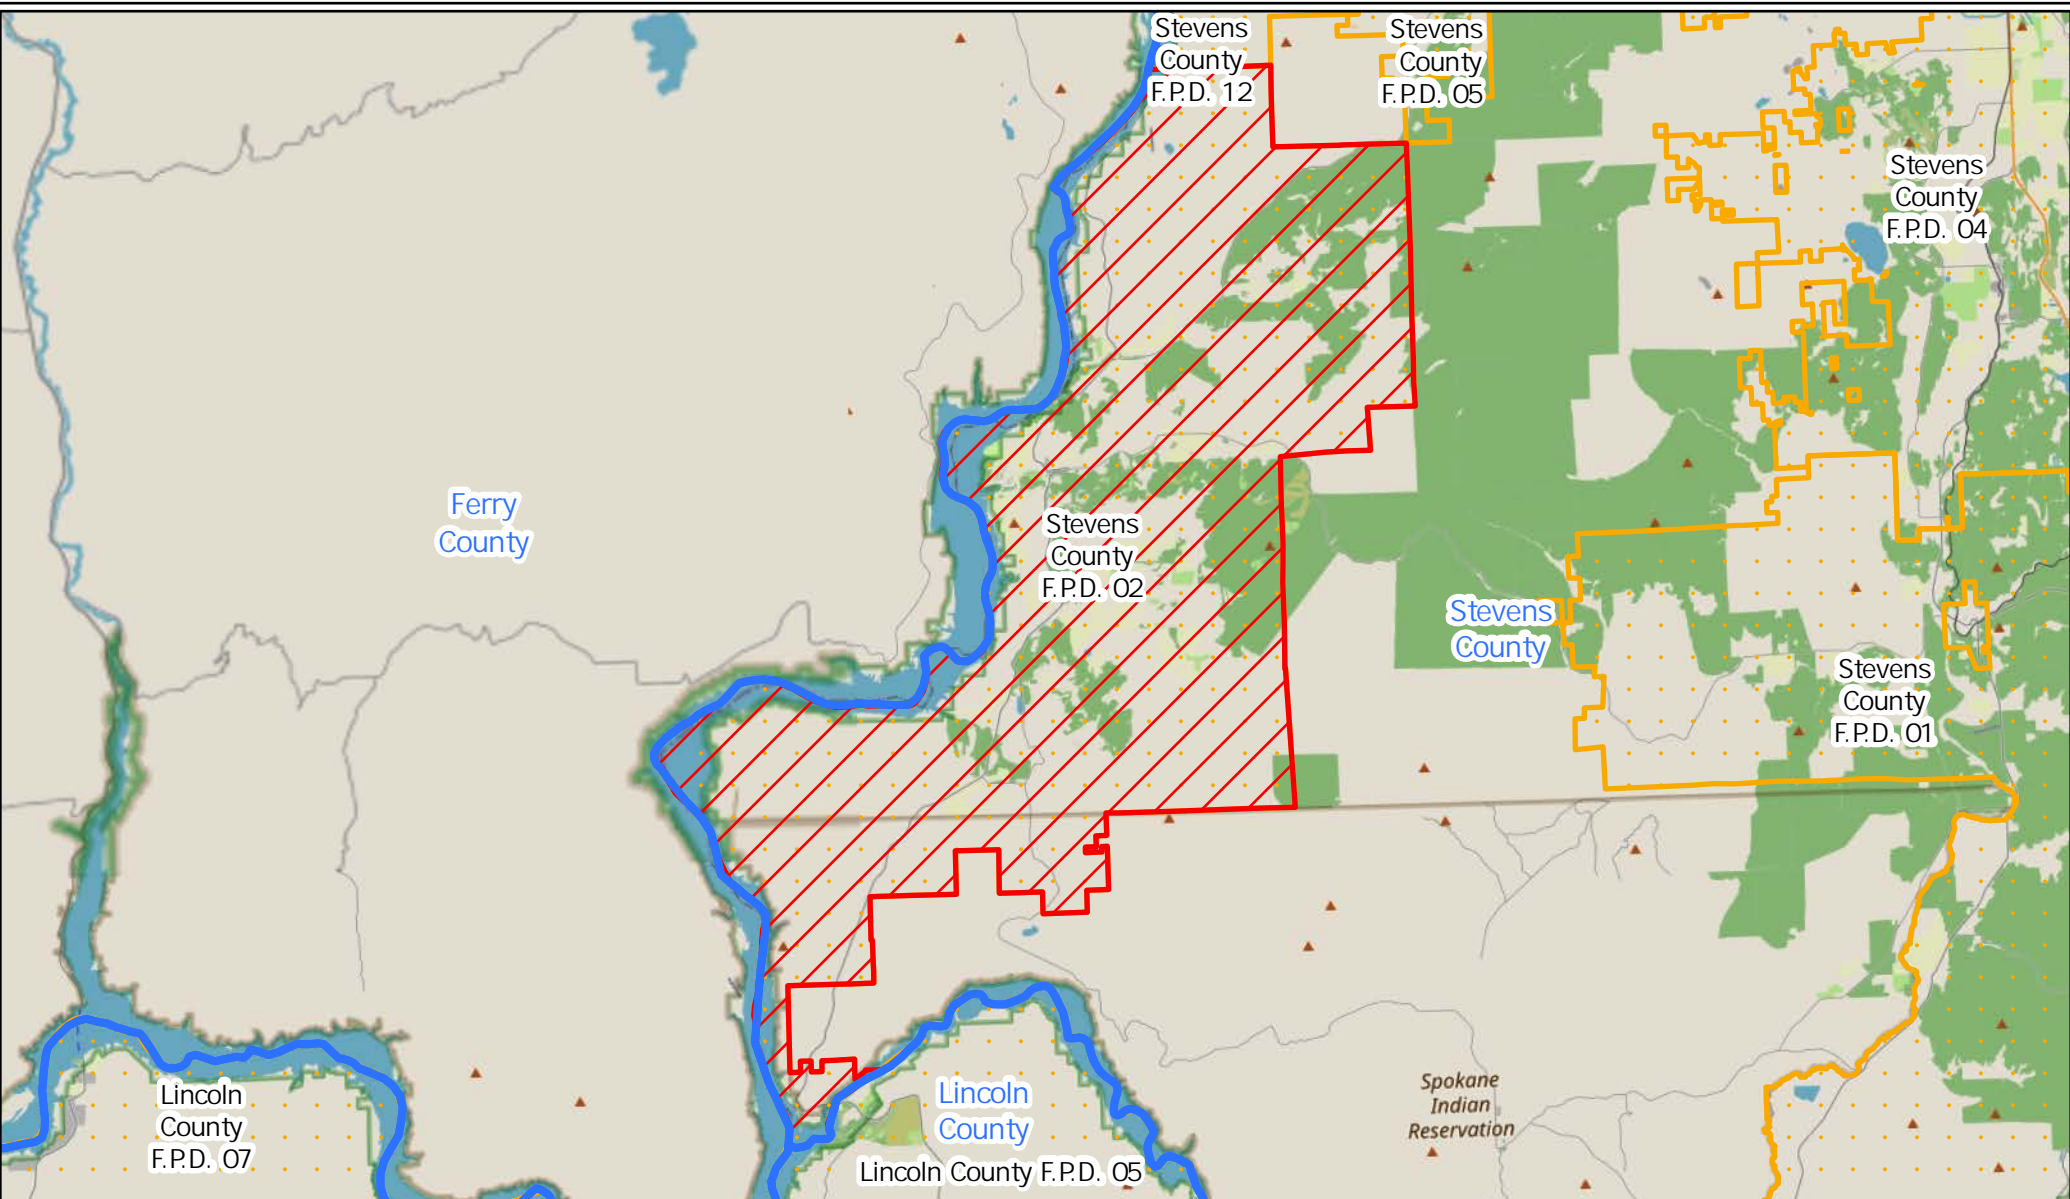 Stevens
County
F.P.D. 12
Stevens
County
F.P.D. 05
Stevens
County
F.P.D. 04
Ferry
County
Stevens
County
F.P.D. 02
Stevens
County
Stevens
County
F.P.D. 01
Lincoln
County
F.P.D. 07
Lincoln
County
Lincoln County F.P.D. 05
Spokane
Indian
Reservation